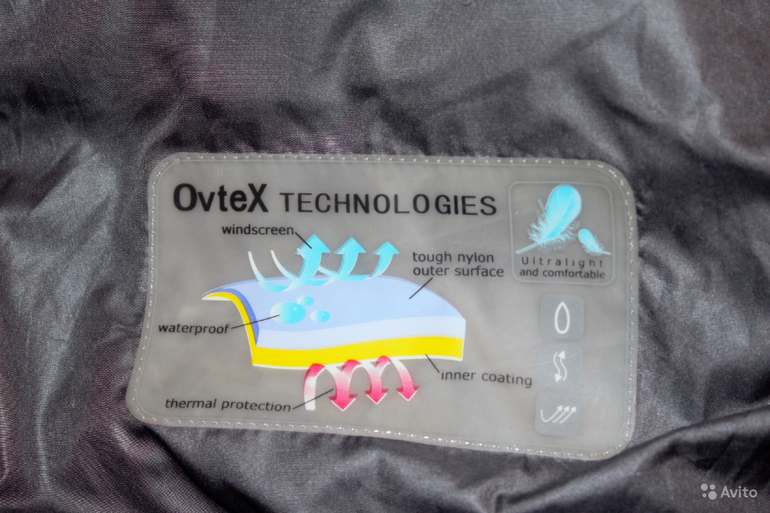 OvteX TECHNOLOGIES
windscreen
tough nylon
outer surface
Ultralight
and comfortable
waterproof
inner coating
thermal protection
Avito